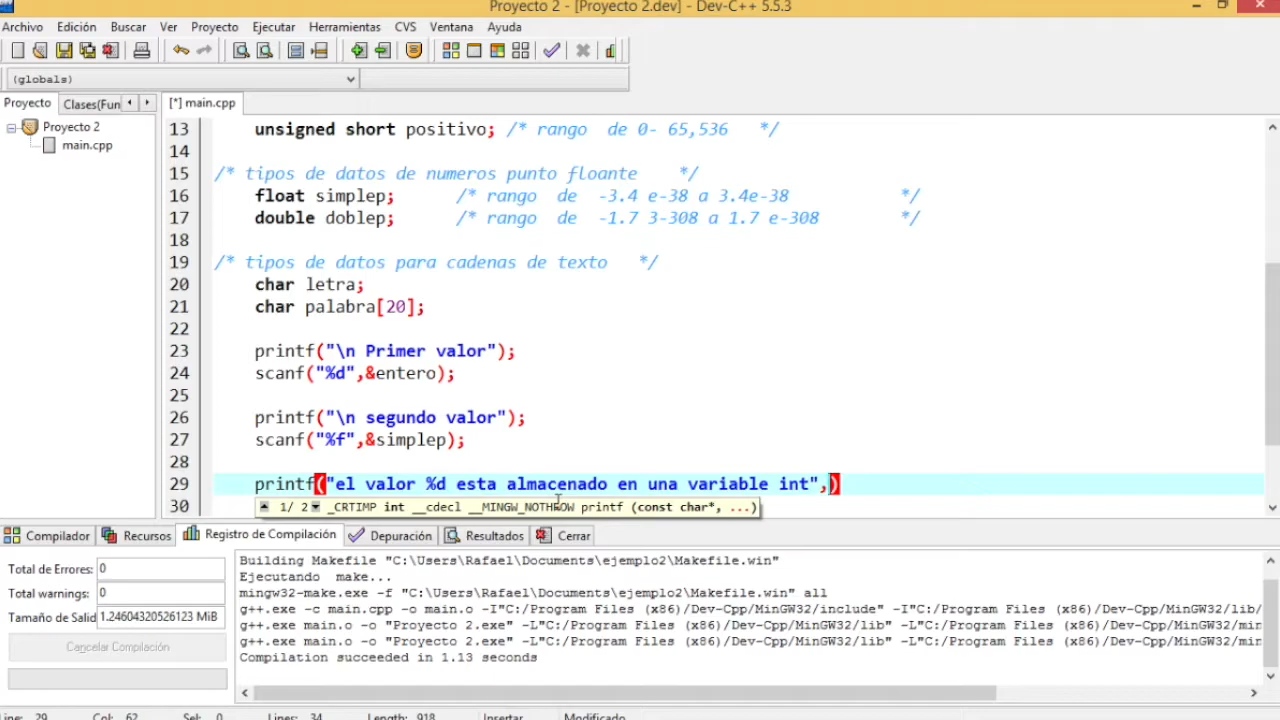 Proyecto 2 - [Proyecto 2.dev] - Dev-C++ 5.5.3
Archivo Edición Buscar Ver Proyecto Ejecutar Herramientas CVS Ventana Ayuda
(globals)
Proyecto Clases(Fun [*] main.cpp
Proyecto 2
main.cpp
13 unsigned short positivo; /* rango de 0- 65,536 */
14
15 /* tipos de datos de numeros punto floante */
16 float simplep; /* rango de -3.4 e-38 a 3.4e-38 */
17 double doblep; /* rango de -1.7 3-308 a 1.7 e-308 */
18
19 /* tipos de datos para cadenas de texto */
20 char letra;
21 char palabra[20];
22
23 printf("\n Primer valor");
24 scanf("%d",&entero);
25
26 printf("\n segundo valor");
27 scanf("%f",&simplep);
28
29 printf("el valor %d esta almacenado en una variable int",)
30 1/ 2 _CRTIMP int __cdecl __MINGW_NOTHROW printf (const char*, ...)
Compilador Recursos Registro de Compilación Depuración Resultados Cerrar
Total de Errores: 0
Total warnings: 0
Tamaño de Salid 1.24604320526123 MiB
Cancelar Compilación
Building Makefile "C:\Users\Rafael\Documents\ejemplo2\Makefile.win"
Ejecutando make...
mingw32-make.exe -f "C:\Users\Rafael\Documents\ejemplo2\Makefile.win" all
g++.exe -c main.cpp -o main.o -I"C:/Program Files (x86)/Dev-Cpp/MinGW32/include" -I"C:/Program Files (x86)/Dev-Cpp/MinGW32/lib/
g++.exe main.o -o "Proyecto 2.exe" -L"C:/Program Files (x86)/Dev-Cpp/MinGW32/lib" -L"C:/Program Files (x86)/Dev-Cpp/MinGW32/min
g++.exe main.o -o "Proyecto 2.exe" -L"C:/Program Files (x86)/Dev-Cpp/MinGW32/lib" -L"C:/Program Files (x86)/Dev-Cpp/MinGW32/min
Compilation succeeded in 1.13 seconds
Line: 29 Col: 62 Sel: 0 Lines: 34 Length: 918 Insertar Modificado